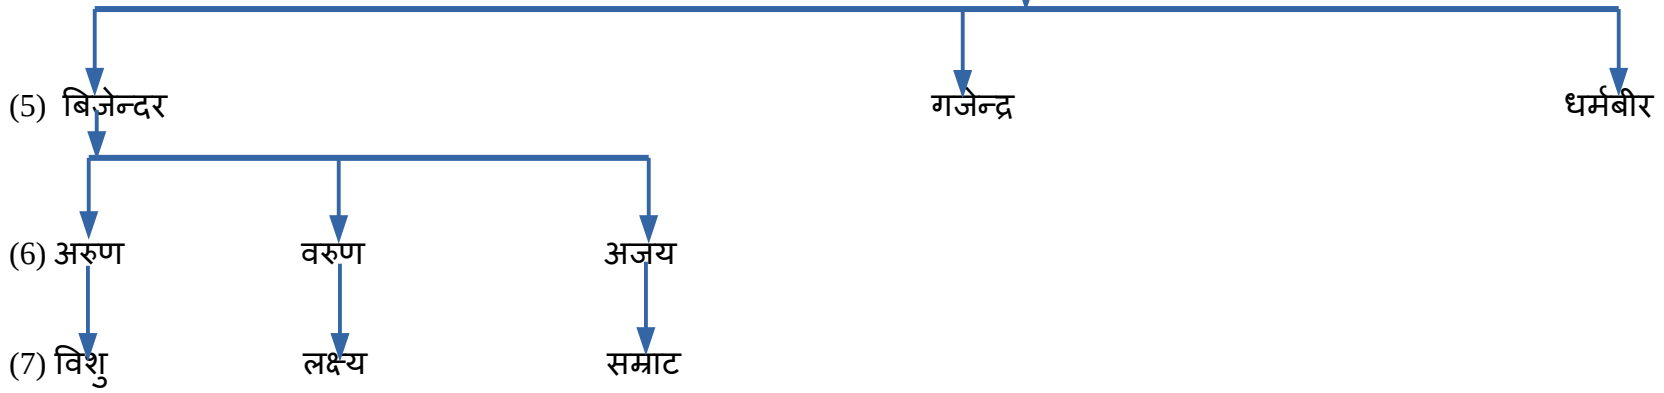 (5) बिजेन्दर गजेन्द्र धर्मबीर
(6) अरुण वरुण अजय
(7) विशु लक्ष्य सम्राट